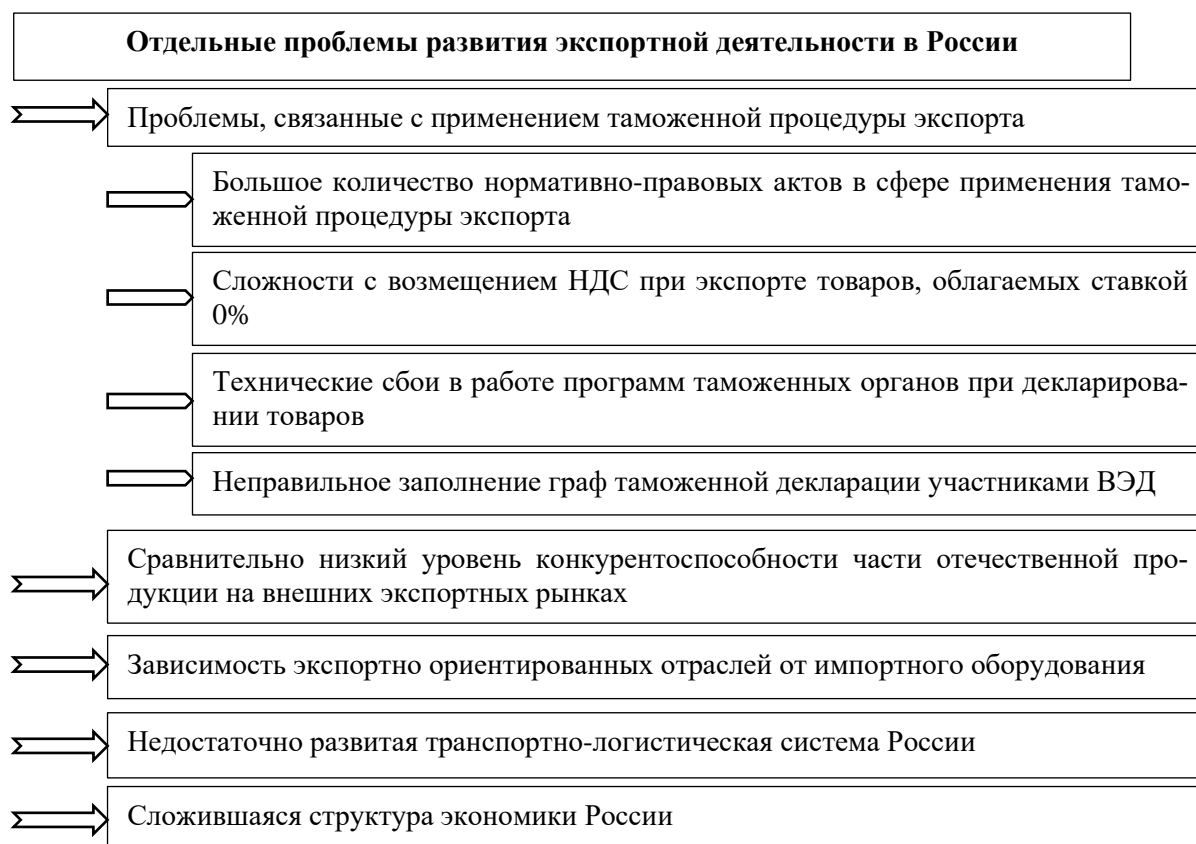 Отдельные проблемы развития экспортной деятельности в России
Проблемы, связанные с применением таможенной процедуры экспорта
Большое количество нормативно-правовых актов в сфере применения тамо-
женной процедуры экспорта
Сложности с возмещением НДС при экспорте товаров, облагаемых ставкой
0%
Технические сбои в работе программ таможенных органов при декларирова-
нии товаров
Неправильное заполнение граф таможенной декларации участниками ВЭД
Сравнительно низкий уровень конкурентоспособности части отечественной про-
дукции на внешних экспортных рынках
Зависимость экспортно ориентированных отраслей от импортного оборудования
Недостаточно развитая транспортно-логистическая система России
Сложившаяся структура экономики России